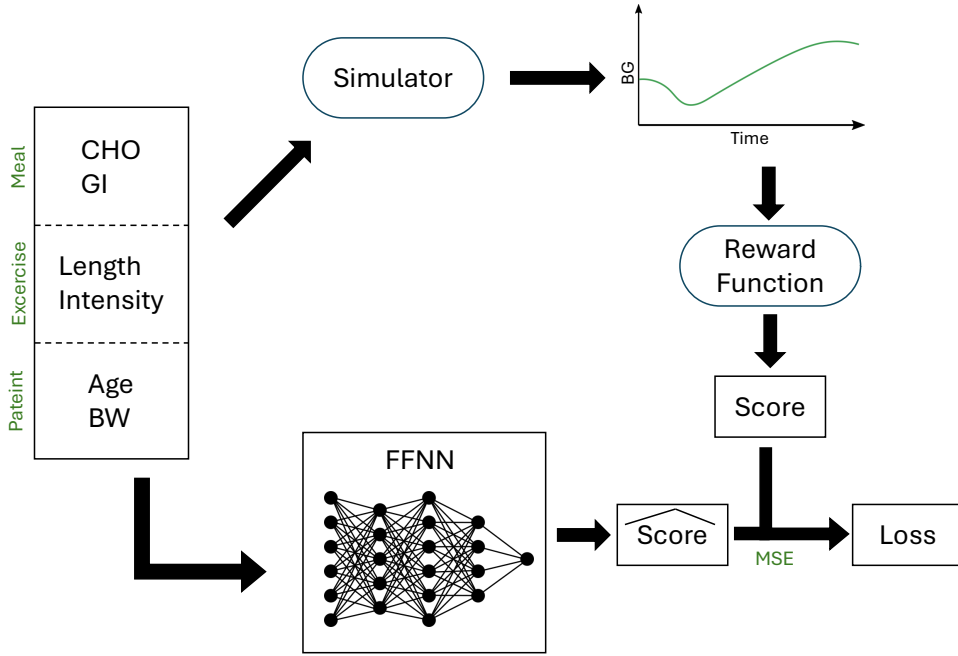 Simulator
BG
Time
Meal
CHO
GI
Excercise
Length
Intensity
Pateint
Age
BW
Reward
Function
Score
FFNN
Score
MSE
Loss